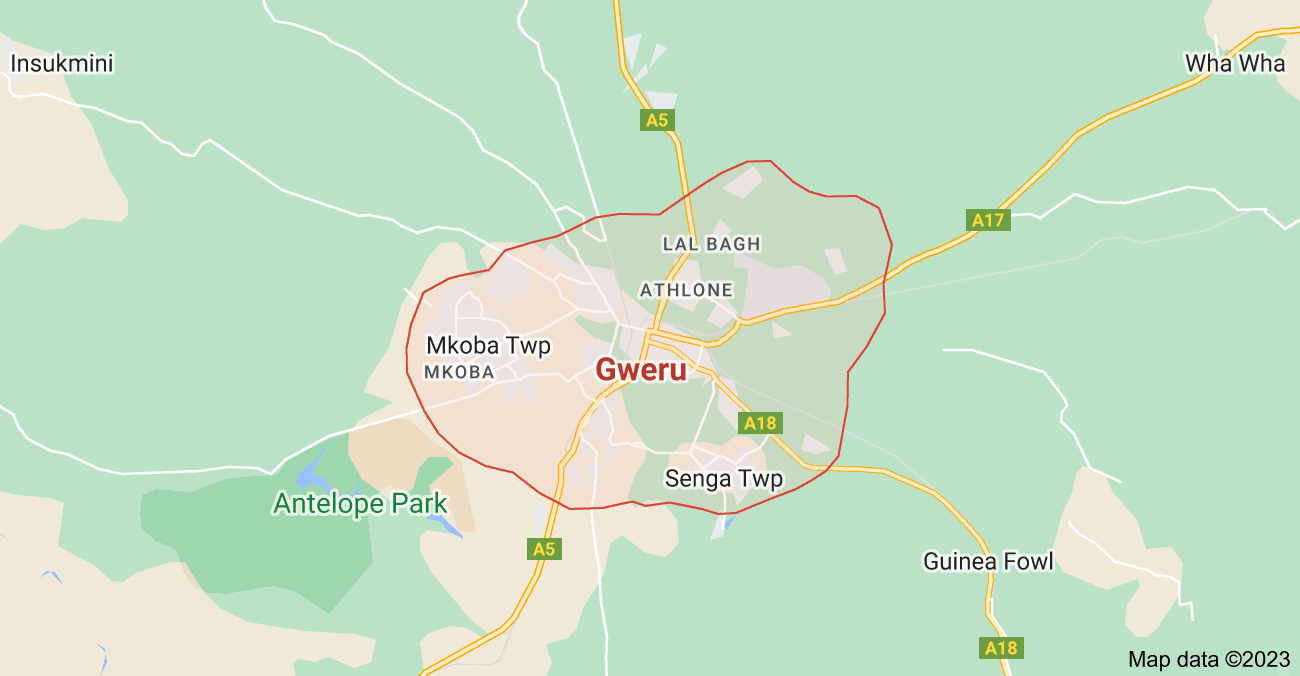 Insukmini
Wha Wha
A5
A17
LAL BAGH
ATHLONE
Mkoba Twp
MKOBA
Gweru
A18
Senga Twp
Antelope Park
A5
Guinea Fowl
A18
Map data ©2023